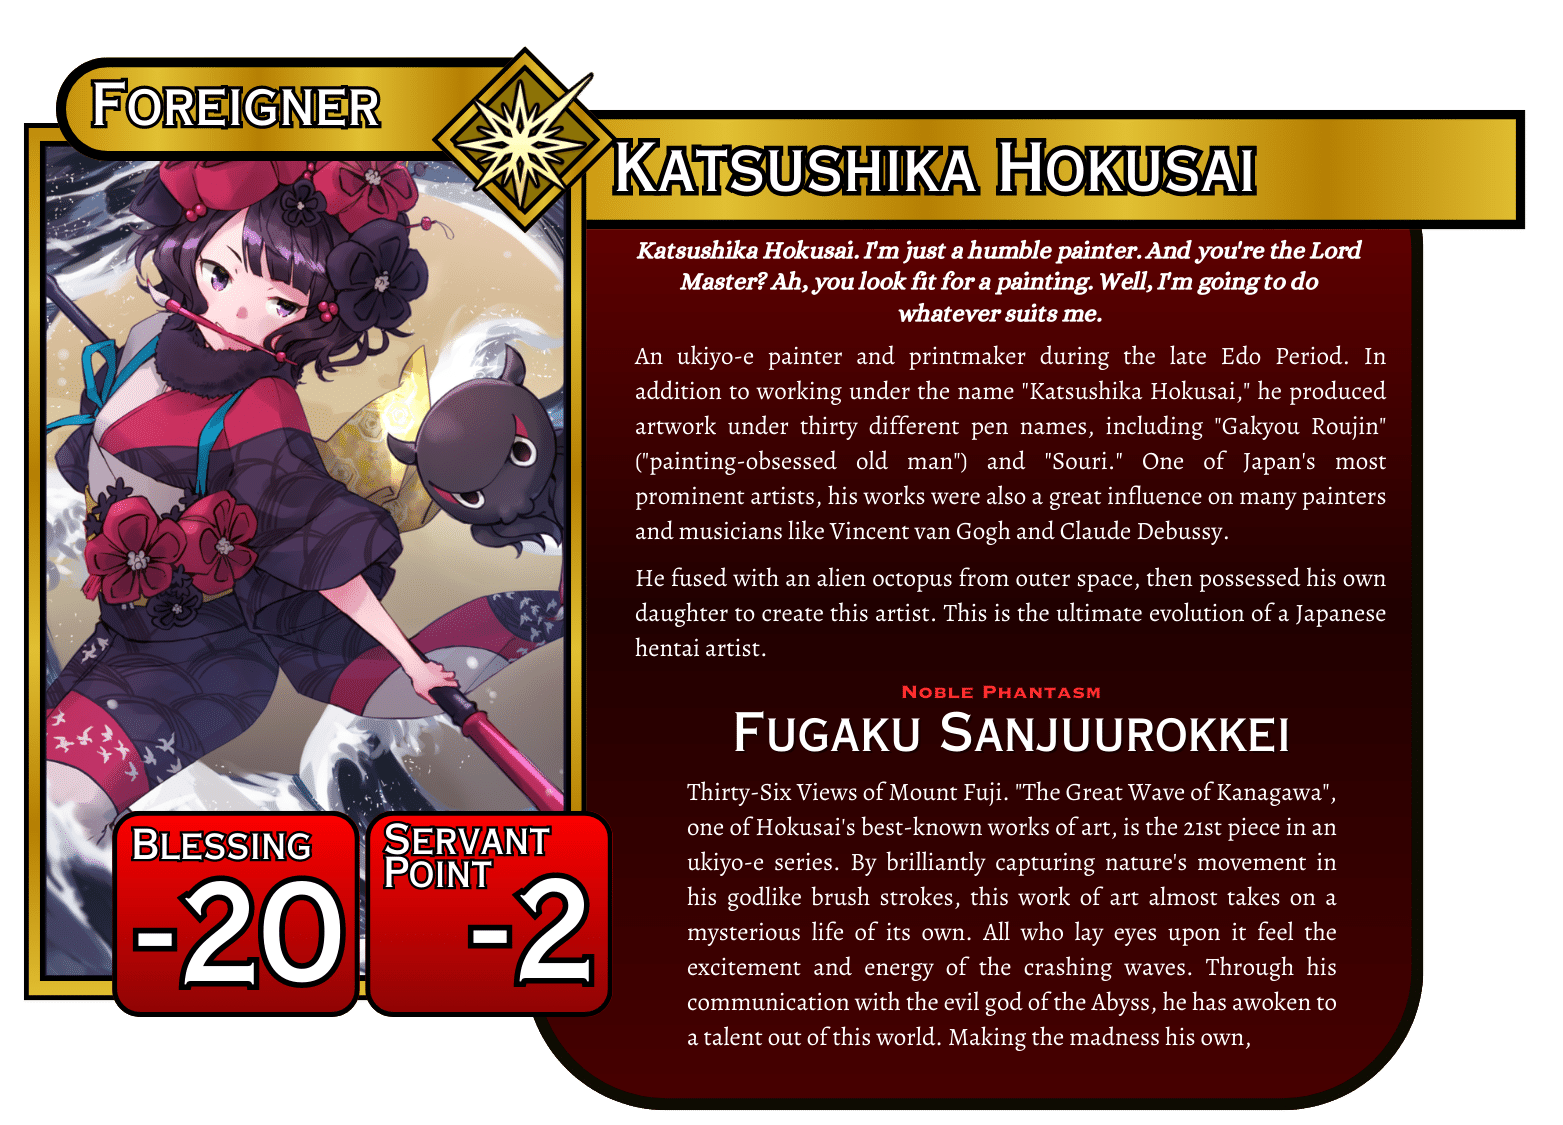 FOREIGNER
KATSUSHIKA HOKUSAI
Katsushika Hokusai. I'm just a humble painter. And you're the Lord
Master? Ah, you look fit for a painting. Well, I'm going to do
whatever suits me.
An ukiyo-e painter and printmaker during the late Edo Period. In
addition to working under the name "Katsushika Hokusai," he produced
artwork under thirty different pen names, including "Gakyou Roujin"
("painting-obsessed old man") and "Souri." One of Japan's most
prominent artists, his works were also a great influence on many painters
and musicians like Vincent van Gogh and Claude Debussy.
He fused with an alien octopus from outer space, then possessed his own
daughter to create this artist. This is the ultimate evolution of a Japanese
hentai artist.
NOBLE PHANTASM
FUGAKU SANJUUROKKEI
Thirty-Six Views of Mount Fuji. "The Great Wave of Kanagawa",
one of Hokusai's best-known works of art, is the 21st piece in an
ukiyo-e series. By brilliantly capturing nature's movement in
his godlike brush strokes, this work of art almost takes on a
mysterious life of its own. All who lay eyes upon it feel the
excitement and energy of the crashing waves. Through his
communication with the evil god of the Abyss, he has awoken to
a talent out of this world. Making the madness his own,
BLESSING
-20
SERVANT
POINT
-2